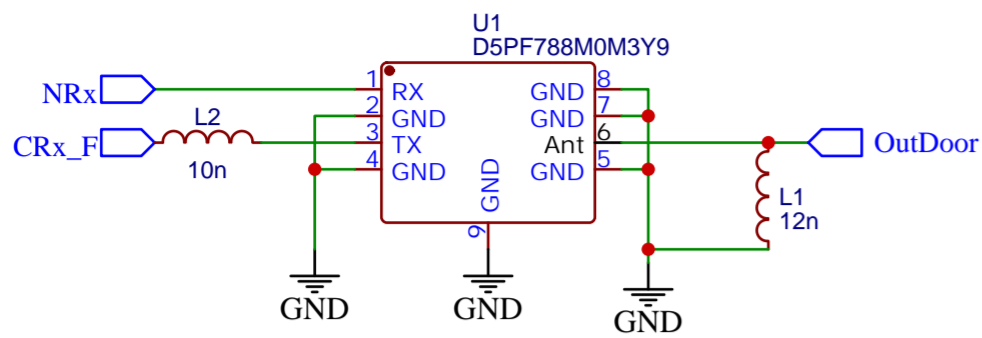 U1
D5PF788M0M3Y9
NRx
1
RX
GND
8
2
GND
GND
7
CRx_F
L2
10n
3
TX
Ant
6
OutDoor
4
GND
GND
5
GND
9
L1
12n
GND
GND
GND